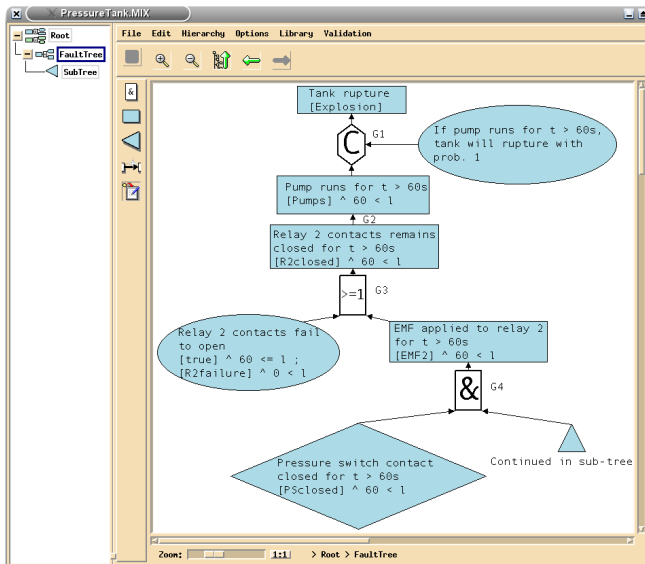 PressureTank.MIX
Root
FaultTree
SubTree
File Edit Hierarchy Options Library Validation
&
Tank rupture
[Explosion]
C
G1
If pump runs for t > 60s,
tank will rupture with
prob. 1
Pump runs for t > 60s
[Pumps] ^ 60 < l
G2
Relay 2 contacts remains
closed for t > 60s
[R2closed] ^ 60 < l
>=1
G3
Relay 2 contacts fail
to open
[true] ^ 60 <= l ;
[R2failure] ^ 0 < l
EMF applied to relay 2
for t > 60s
[EMF2] ^ 60 < l
&
G4
Pressure switch contact
closed for t > 60s
[PSclosed] ^ 60 < l
Continued in sub-tree
Zoom: 1:1 > Root > FaultTree